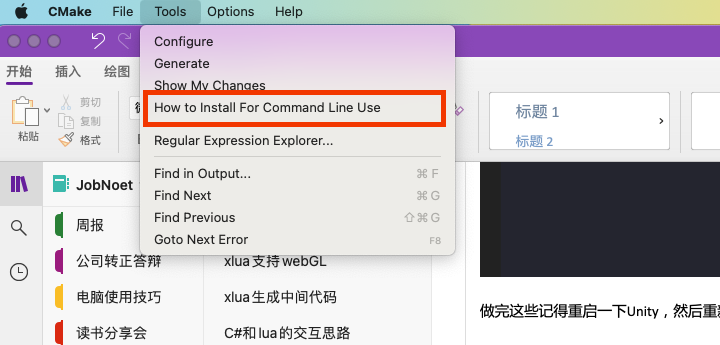 CMake File Tools Options Help
Configure
Generate
Show My Changes
How to Install For Command Line Use
Regular Expression Explorer...
Find in Output... ⌘ F
Find Next ⌘ G
Find Previous ⇧ ⌘ G
Goto Next Error F8
开始 插入 绘图
粘贴
剪切
复制
格式
标题 1
标题 2
JobNoet
周报
公司转正答辩
电脑使用技巧
读书分享会
xlua支持webGL
xlua生成中间代码
C#和lua的交互思路
做完这些记得重启一下Unity，然后重